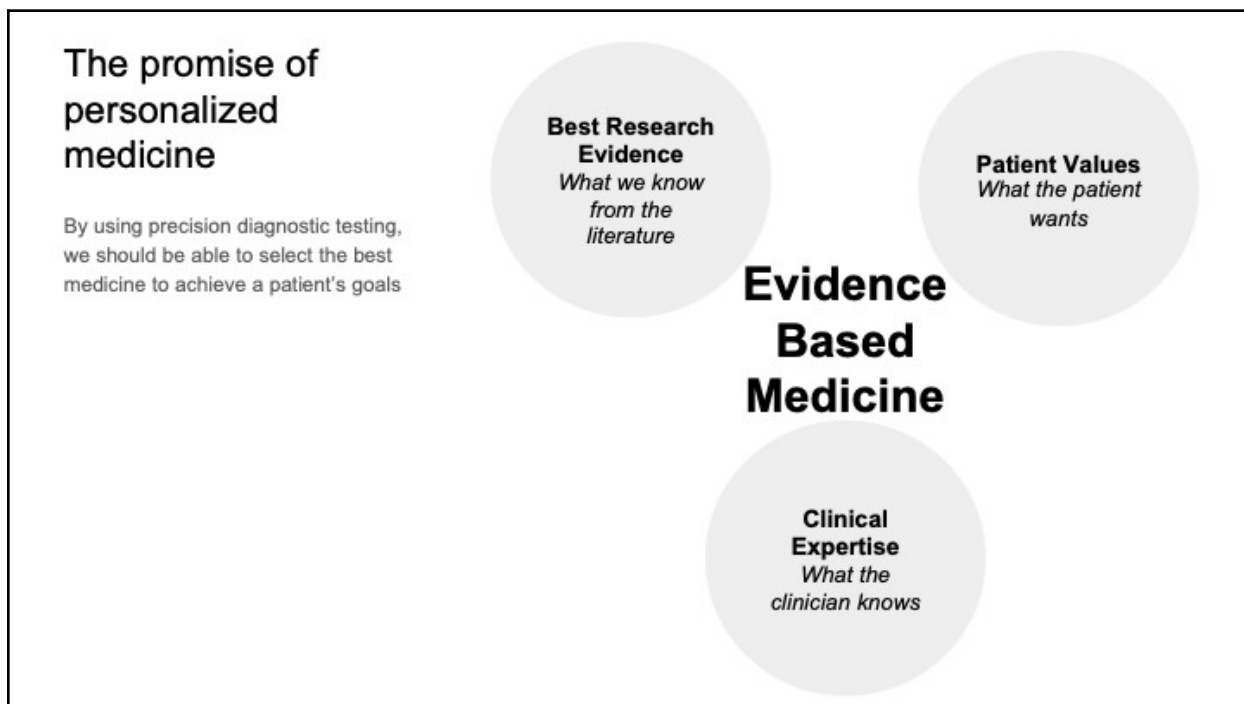 The promise of
personalized
medicine
By using precision diagnostic testing,
we should be able to select the best
medicine to achieve a patient's goals
Best Research
Evidence
What we know
from the
literature
Patient Values
What the patient
wants
Evidence
Based
Medicine
Clinical
Expertise
What the
clinician knows